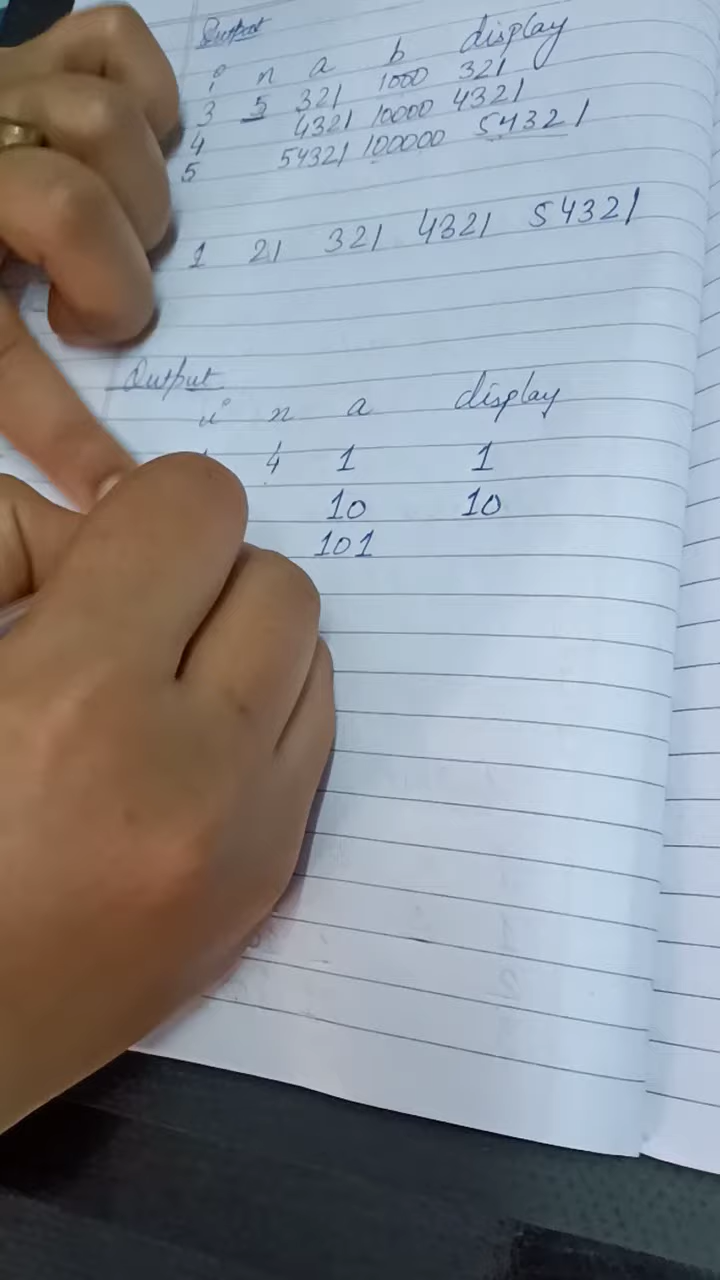 Output
i n a b display
3 5 321 1000 321
4 4321 10000 4321
5 54321 100000 54321
1 21 321 4321 54321
Output
i n a display
4 1 1
10 10
101